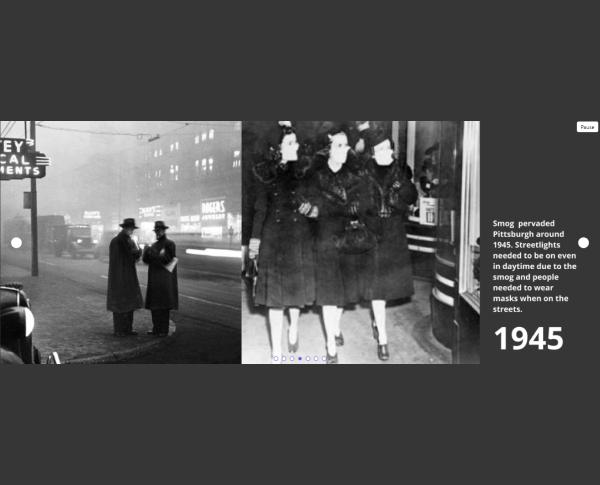 Pause
TEY
CAL
MENTS
RODGERS
Smog pervaded
Pittsburgh around
1945. Streetlights
needed to be on even
in daytime due to the
smog and people
needed to wear
masks when on the
streets.
1945